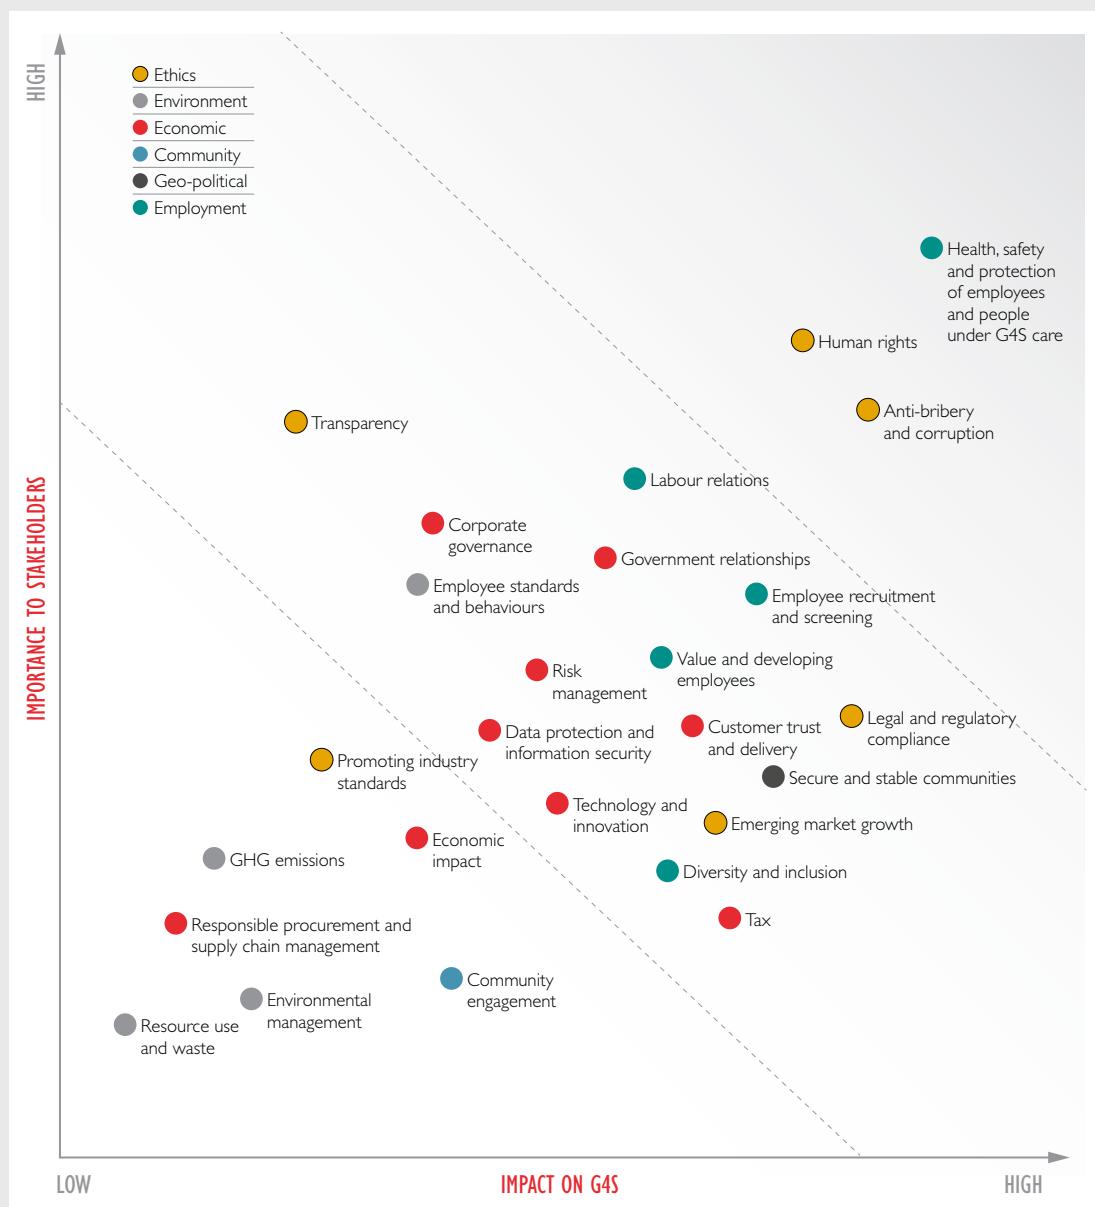 HIGH
Ethics
Environment
Economic
Community
Geo-political
Employment
Health, safety
and protection
of employees
and people
under G4S care
Human rights
Anti-bribery
and corruption
Transparency
Labour relations
Corporate
governance
Government relationships
Employee standards
and behaviours
Employee recruitment
and screening
Value and developing
employees
Risk
management
Legal and regulatory
compliance
Customer trust
and delivery
Data protection and
information security
Promoting industry
standards
Secure and stable communities
Technology and
innovation
Emerging market growth
Economic
impact
GHG emissions
Diversity and inclusion
Responsible procurement and
supply chain management
Tax
Community
engagement
Environmental
management
Resource use
and waste
IMPORTANCE TO STAKEHOLDERS
LOW
IMPACT ON G4S
HIGH